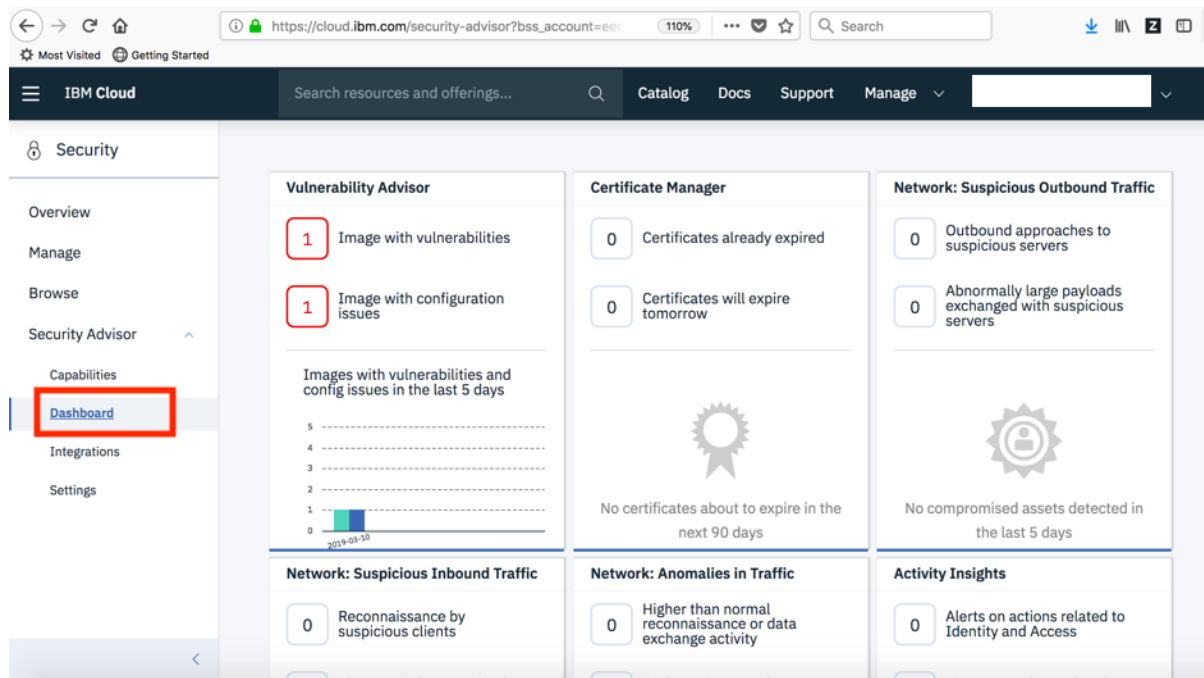 https://cloud.ibm.com/security-advisor?bss_account=eed
110%
Search
Most Visited
Getting Started
IBM Cloud
Search resources and offerings...
Catalog
Docs
Support
Manage
Security
Overview
Manage
Browse
Security Advisor
Capabilities
Dashboard
Integrations
Settings
Vulnerability Advisor
1
Image with vulnerabilities
1
Image with configuration
issues
Images with vulnerabilities and
config issues in the last 5 days
5
4
3
2
1
0
2019-03-10
Certificate Manager
0
Certificates already expired
0
Certificates will expire
tomorrow
No certificates about to expire in the
next 90 days
Network: Suspicious Outbound Traffic
0
Outbound approaches to
suspicious servers
0
Abnormally large payloads
exchanged with suspicious
servers
No compromised assets detected in
the last 5 days
Network: Suspicious Inbound Traffic
0
Reconnaissance by
suspicious clients
Network: Anomalies in Traffic
0
Higher than normal
reconnaissance or data
exchange activity
Activity Insights
0
Alerts on actions related to
Identity and Access